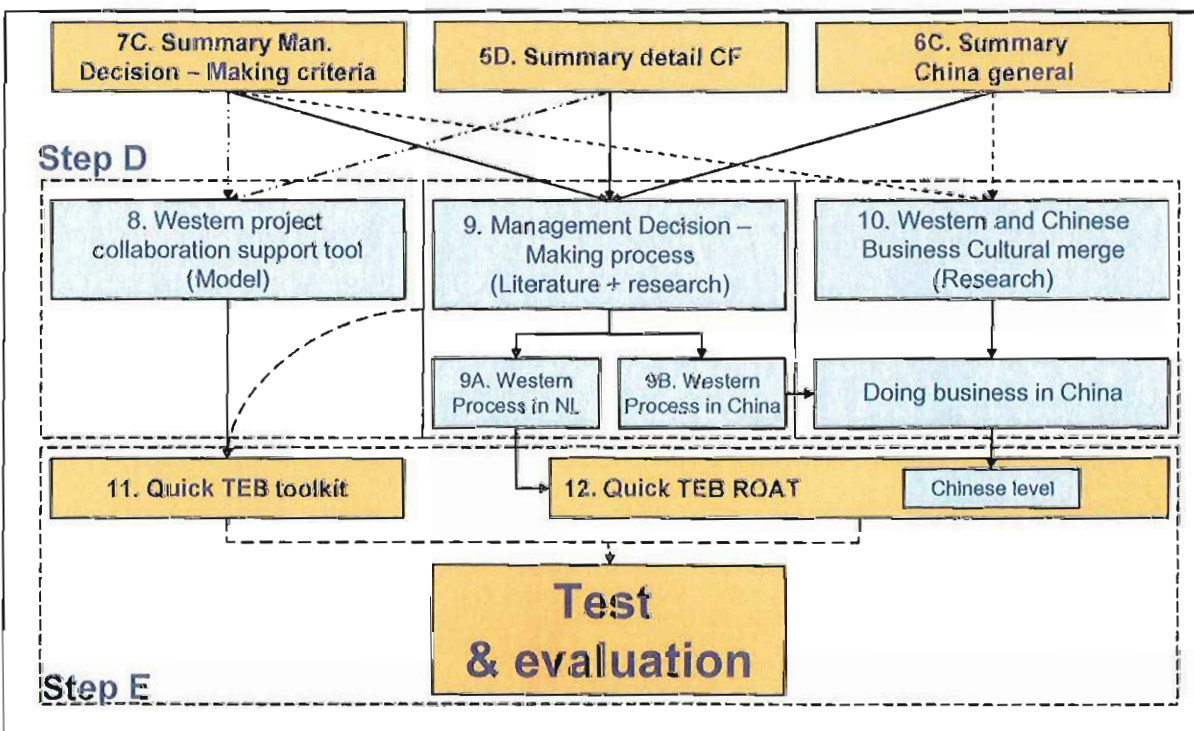 7C. Summary Man.
Decision – Making criteria
5D. Summary detail CF
6C. Summary
China general
Step D
8. Western project
collaboration support tool
(Model)
9. Management Decision –
Making process
(Literature + research)
10. Western and Chinese
Business Cultural merge
(Research)
9A. Western
Process in NL
9B. Western
Process in China
Doing business in China
11. Quick TEB toolkit
12. Quick TEB ROAT
Chinese level
Test
& evaluation
Step E